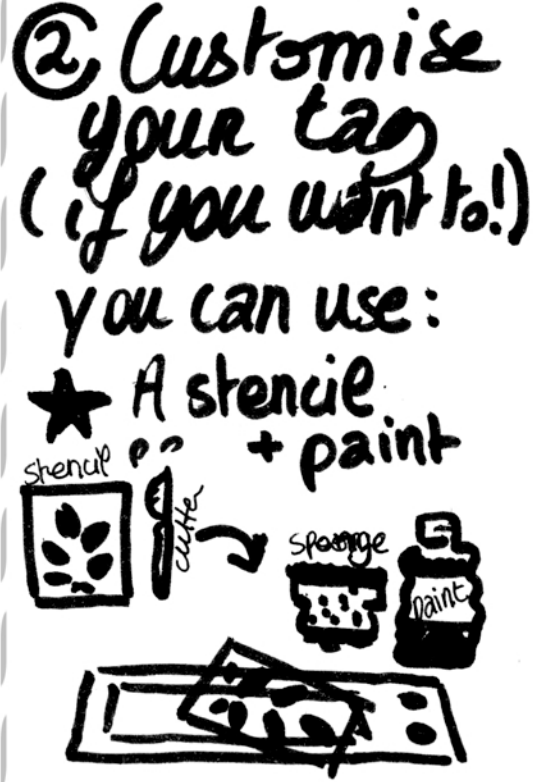 ② Customise
your tag
(if you want to!)
you can use:
★ A stencil
+ paint
stencil
cutter
sponge
paint